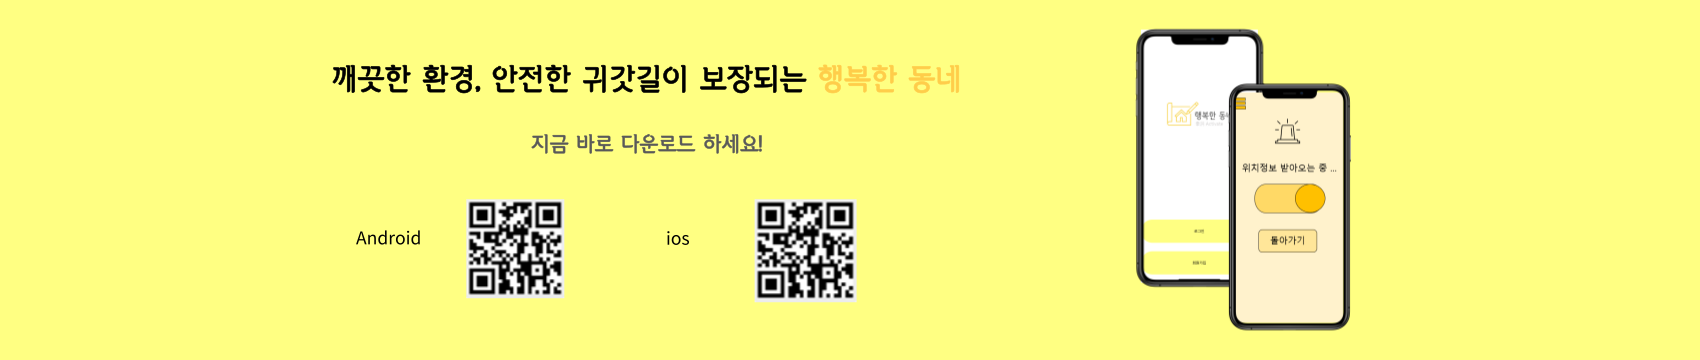 깨끗한 환경, 안전한 귀갓길이 보장되는 행복한 동네
지금 바로 다운로드 하세요!
Android
ios
행복한 동네
위치정보 받아오는 중 ...
돌아가기